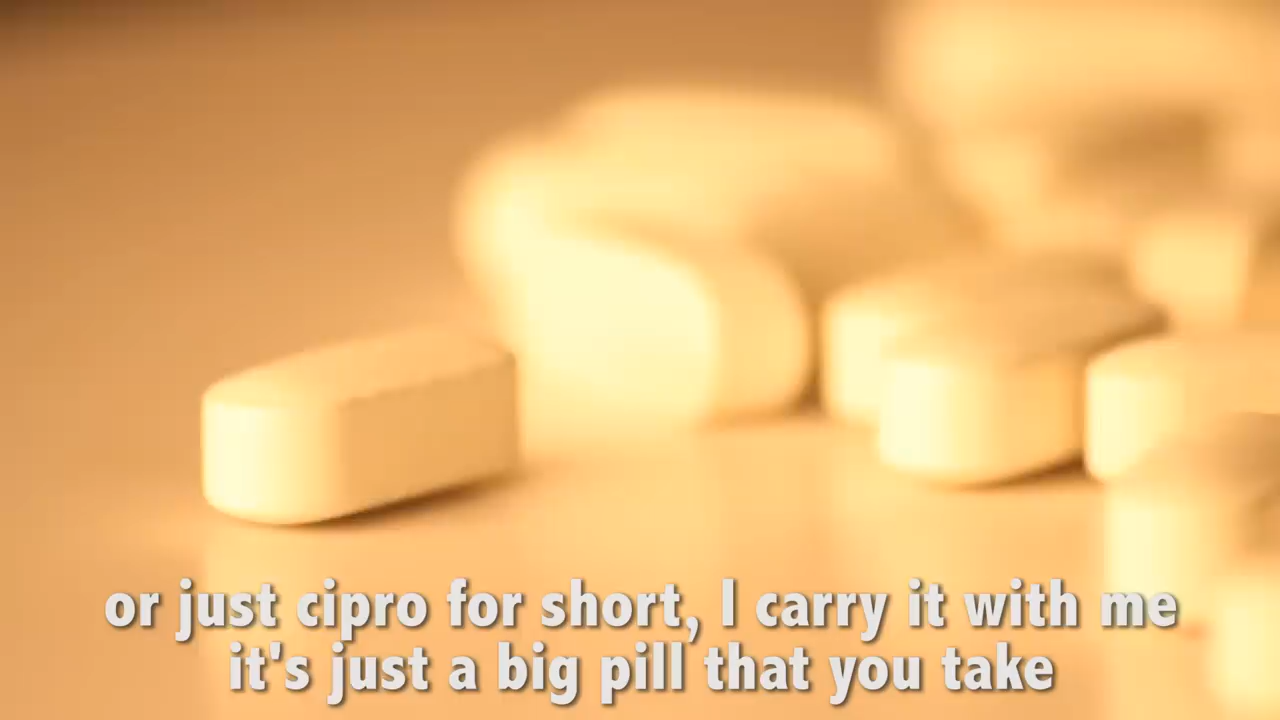 or just cipro for short, I carry it with me
it's just a big pill that you take